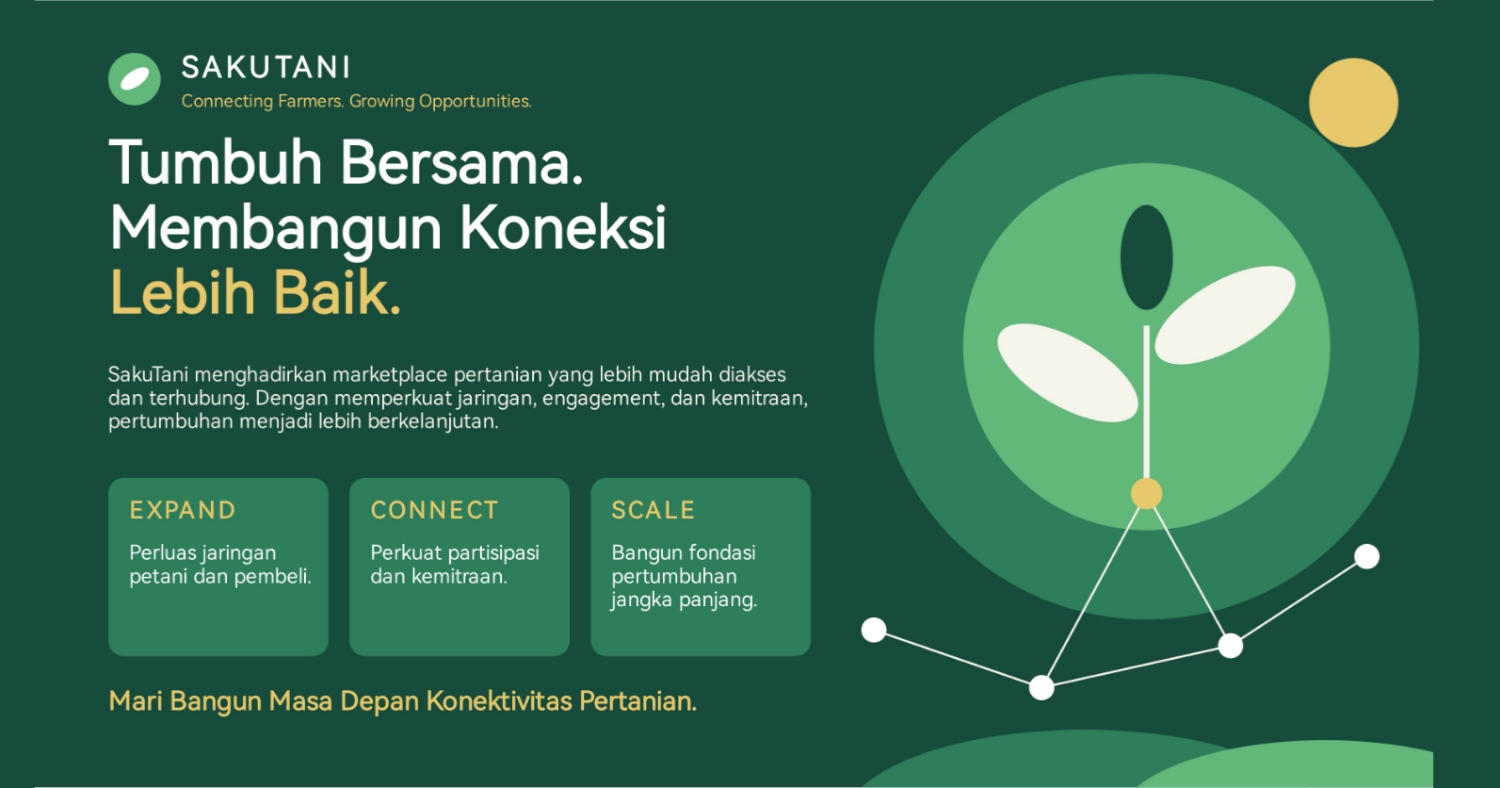 SAKUTANI
Connecting Farmers. Growing Opportunities.
Tumbuh Bersama.
Membangun Koneksi
Lebih Baik.
SakuTani menghadirkan marketplace pertanian yang lebih mudah diakses
dan terhubung. Dengan memperkuat jaringan, engagement, dan kemitraan,
pertumbuhan menjadi lebih berkelanjutan.
EXPAND
Perluas jaringan
petani dan pembeli.
CONNECT
Perkuat partisipasi
dan kemitraan.
SCALE
Bangun fondasi
pertumbuhan
jangka panjang.
Mari Bangun Masa Depan Konektivitas Pertanian.